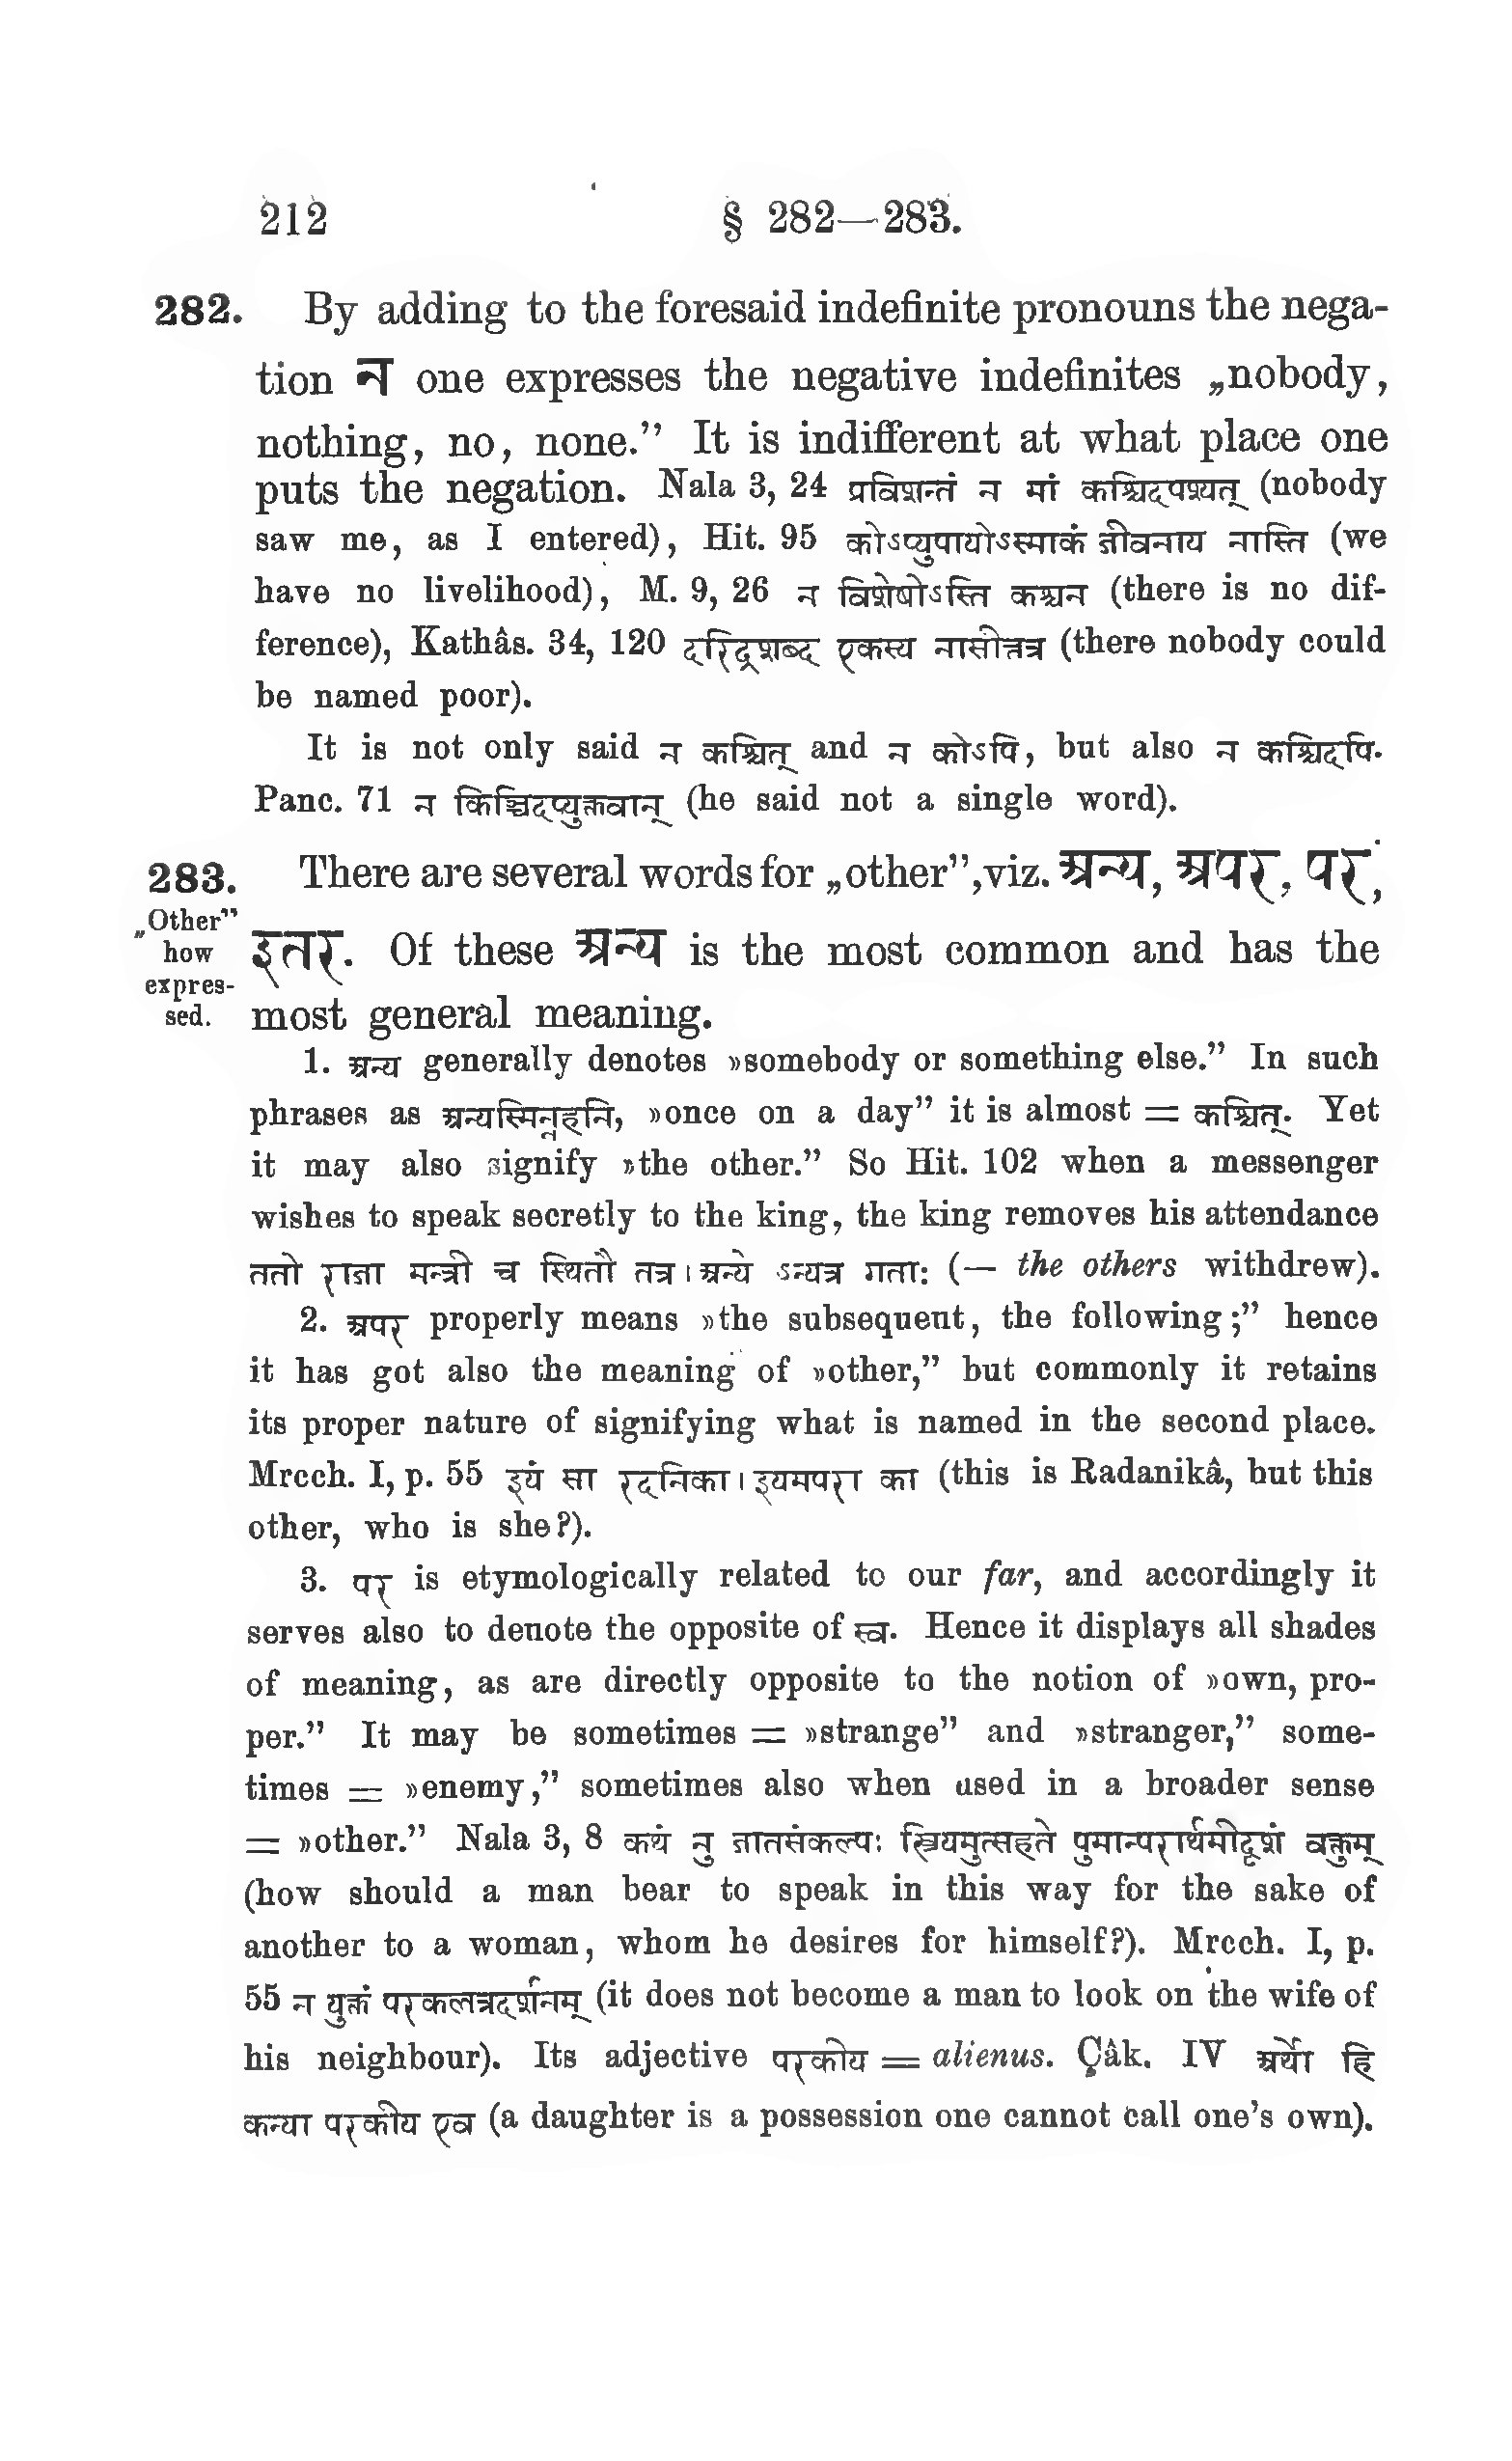 212 § 282—283.
282. By adding to the foresaid indefinite pronouns the nega-
tion न one expresses the negative indefinites „nobody,
nothing, no, none.” It is indifferent at what place one
puts the negation. Nala 3, 24 प्रविशन्तं न मां कश्चिदपश्यत् (nobody
saw me, as I entered), Hit. 95 कोऽप्युपायोऽस्माकं जीवनाय नास्ति (we
have no livelihood), M. 9, 26 न विशेषोऽस्ति कश्चन (there is no dif-
ference), Kathâs. 34, 120 दरिद्रशब्द एकस्य नासीत्तत्र (there nobody could
be named poor).
It is not only said न कश्चित् and न कोऽपि, but also न कश्चिदपि.
Panc. 71 न किञ्चिदप्युक्तवान् (he said not a single word).
283. There are several words for „other”, viz. अन्य, अपर, पर,
„Other”
how
expres-
sed.
इतर. Of these अन्य is the most common and has the
most general meaning.
1. अन्य generally denotes »somebody or something else.” In such
phrases as अन्यस्मिन्नहनि, »once on a day” it is almost = कश्चित्. Yet
it may also signify »the other.” So Hit. 102 when a messenger
wishes to speak secretly to the king, the king removes his attendance
ततो राजा मन्त्री च स्थितौ तत्र । अन्ये ऽन्यत्र गताः (— the others withdrew).
2. अपर properly means »the subsequent, the following;” hence
it has got also the meaning of »other,” but commonly it retains
its proper nature of signifying what is named in the second place.
Mrcch. I, p. 55 इयं सा रदनिका । इयमपरा का (this is Radanikâ, but this
other, who is she?).
3. पर is etymologically related to our far, and accordingly it
serves also to denote the opposite of स्व. Hence it displays all shades
of meaning, as are directly opposite to the notion of »own, pro-
per.” It may be sometimes = »strange” and »stranger,” some-
times = »enemy,” sometimes also when used in a broader sense
= »other.” Nala 3, 8 कथं नु जातसंकल्पः स्त्रियमुत्सहते पुमान्परार्थमीदृशं वक्तुम्
(how should a man bear to speak in this way for the sake of
another to a woman, whom he desires for himself?). Mrcch. I, p.
55 न युक्तं परकलत्रदर्शनम् (it does not become a man to look on the wife of
his neighbour). Its adjective परकीय = alienus. Çâk. IV अर्थो हि
कन्या परकीय एव (a daughter is a possession one cannot call one's own).